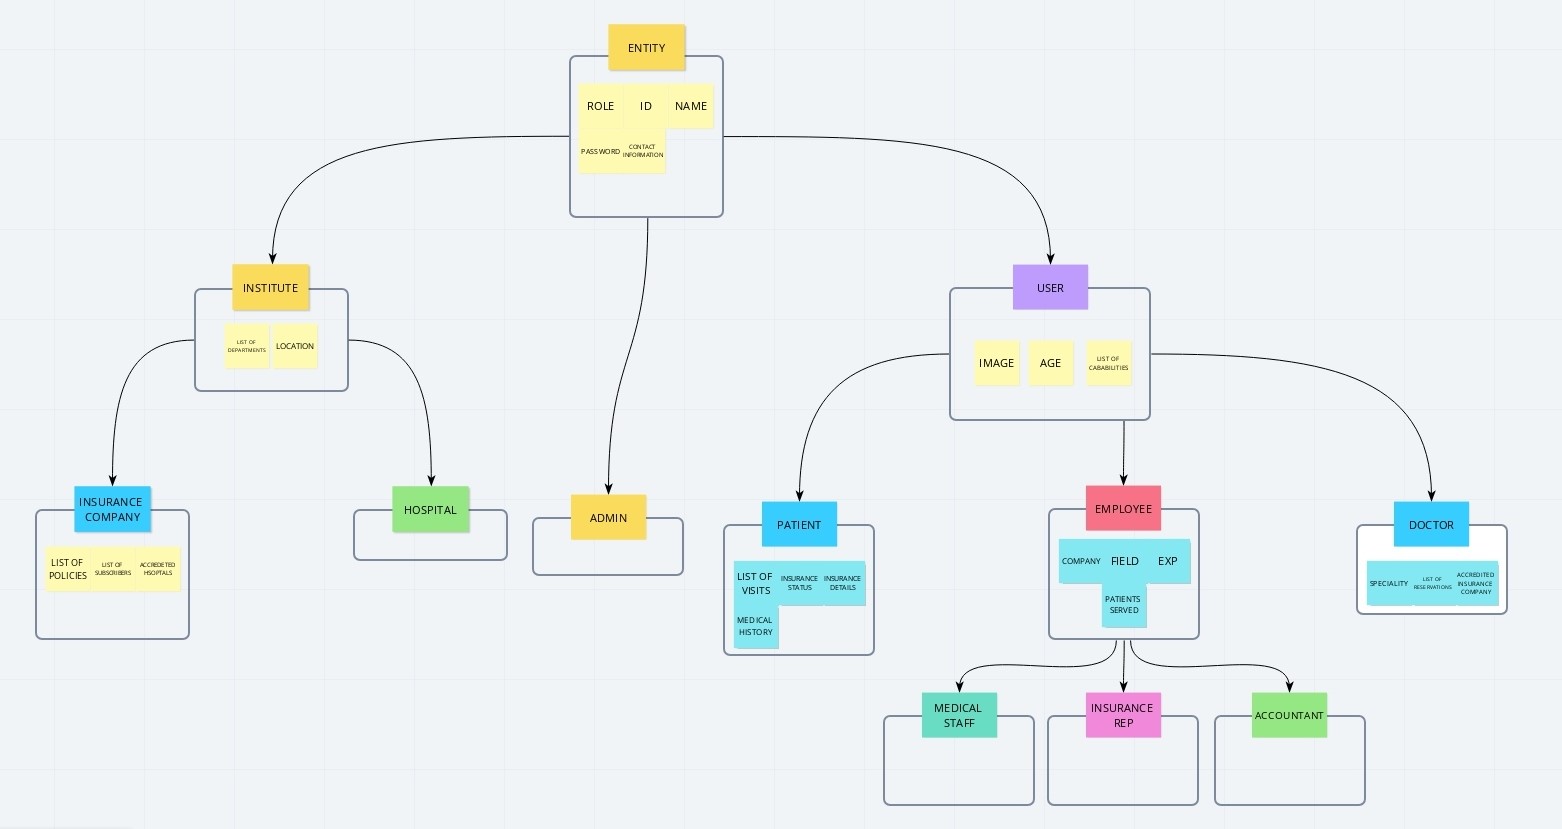 ENTITY
ROLE
ID
NAME
PASSWORD
CONTACT
INFORMATION
INSTITUTE
LIST OF
DEPARTMENTS
LOCATION
USER
IMAGE
AGE
LIST OF
CABABILITIES
INSURANCE
COMPANY
LIST OF
POLICIES
LIST OF
SUBSCRIBERS
ACCREDETED
HSOPTALS
HOSPITAL
ADMIN
PATIENT
LIST OF
VISITS
INSURANCE
STATUS
INSURANCE
DETAILS
MEDICAL
HISTORY
EMPLOYEE
COMPANY
FIELD
EXP
PATIENTS
SERVED
DOCTOR
SPECIALITY
LIST OF
RESERVATIONS
ACCREDITED
INSURANCE
COMPANY
MEDICAL
STAFF
INSURANCE
REP
ACCOUNTANT